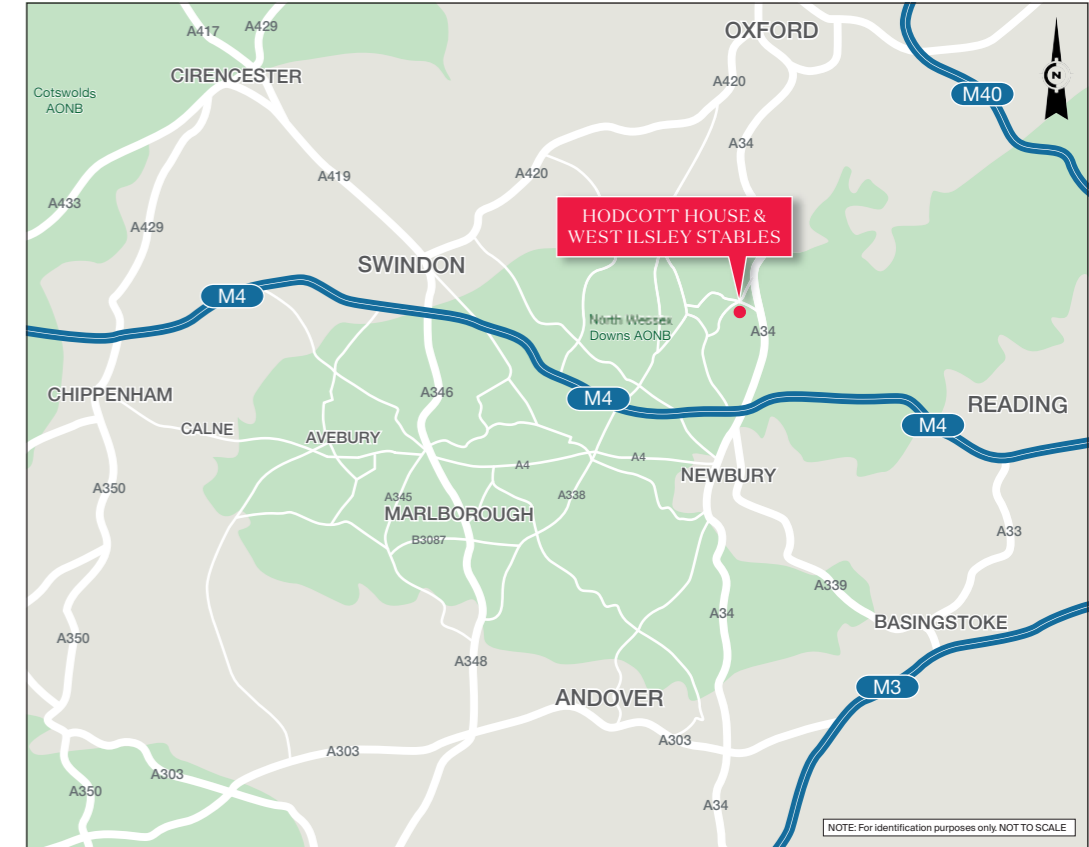 A417
A429
OXFORD
CIRENCESTER
N
A420
Cotswolds
AONB
M40
A34
A419
A420
A433
A429
HODCOTT HOUSE &
WEST ILSLEY STABLES
SWINDON
M4
North Wessex
Downs AONB
A34
CHIPPENHAM
A346
M4
READING
M4
CALNE
AVEBURY
A4
A4
NEWBURY
A350
A345
A338
MARLBOROUGH
A33
B3087
A339
A34
BASINGSTOKE
A350
A348
M3
ANDOVER
A303
A303
A303
A350
A34
NOTE: For identification purposes only. NOT TO SCALE